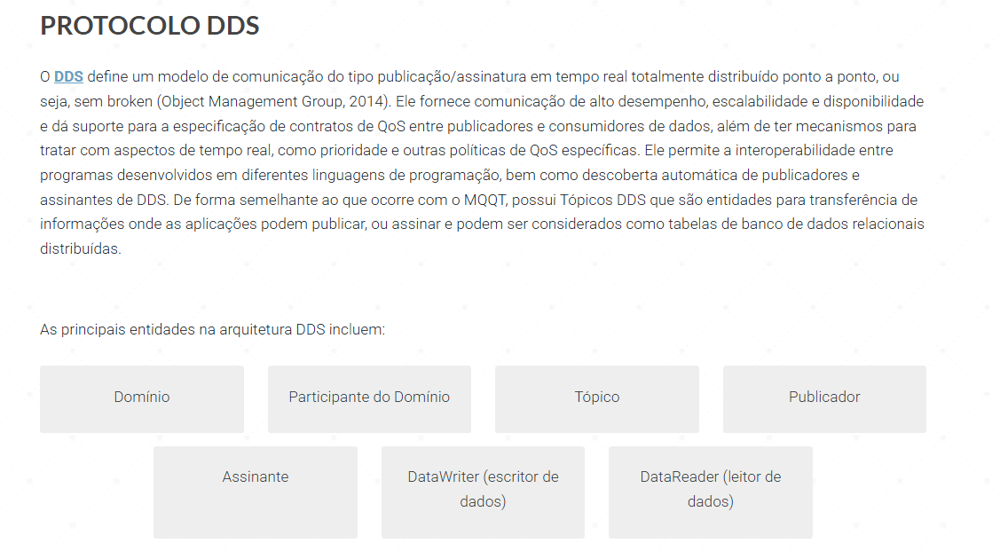 PROTOCOLO DDS
O DDS define um modelo de comunicação do tipo publicação/assinatura em tempo real totalmente distribuído ponto a ponto, ou
seja, sem broken (Object Management Group, 2014). Ele fornece comunicação de alto desempenho, escalabilidade e disponibilidade
e dá suporte para a especificação de contratos de QoS entre publicadores e consumidores de dados, além de ter mecanismos para
tratar com aspectos de tempo real, como prioridade e outras políticas de QoS específicas. Ele permite a interoperabilidade entre
programas desenvolvidos em diferentes linguagens de programação, bem como descoberta automática de publicadores e
assinantes de DDS. De forma semelhante ao que ocorre com o MQQT, possui Tópicos DDS que são entidades para transferência de
informações onde as aplicações podem publicar, ou assinar e podem ser considerados como tabelas de banco de dados relacionais
distribuídas.
As principais entidades na arquitetura DDS incluem:
Domínio
Participante do Domínio
Tópico
Publicador
Assinante
DataWriter (escritor de
dados)
DataReader (leitor de
dados)